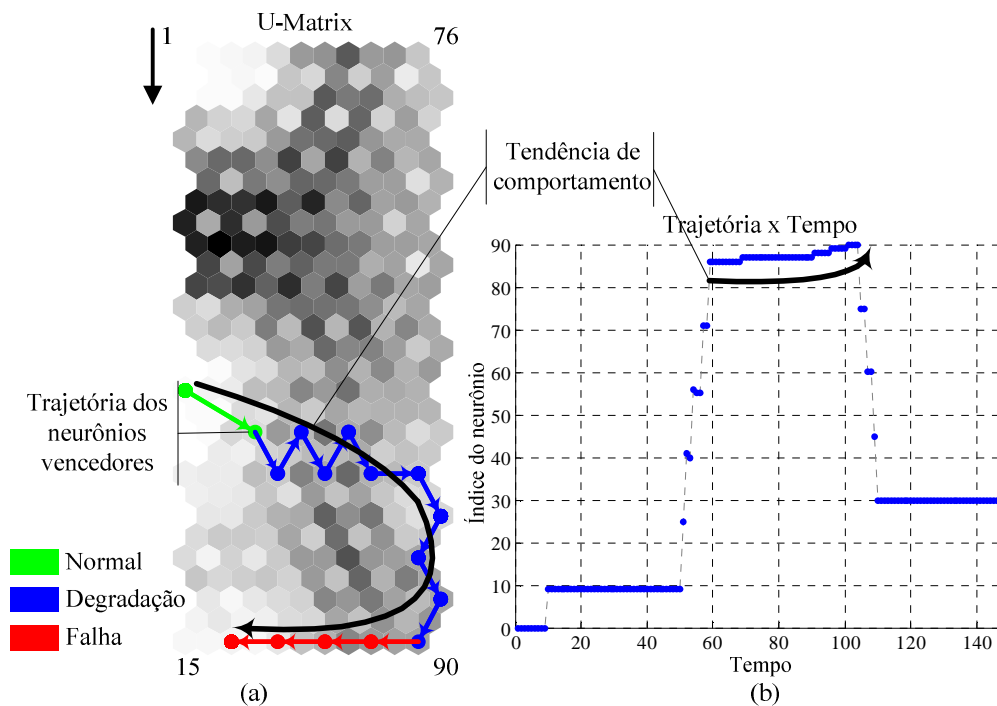 U-Matrix
1
76
Tendência de
comportamento
Trajetória dos
neurônios
vencedores
Normal
Degradação
Falha
15
90
(a)
Trajetória x Tempo
Índice do neurônio
90
80
70
60
50
40
30
20
10
0
0 20 40 60 80 100 120 140
Tempo
(b)